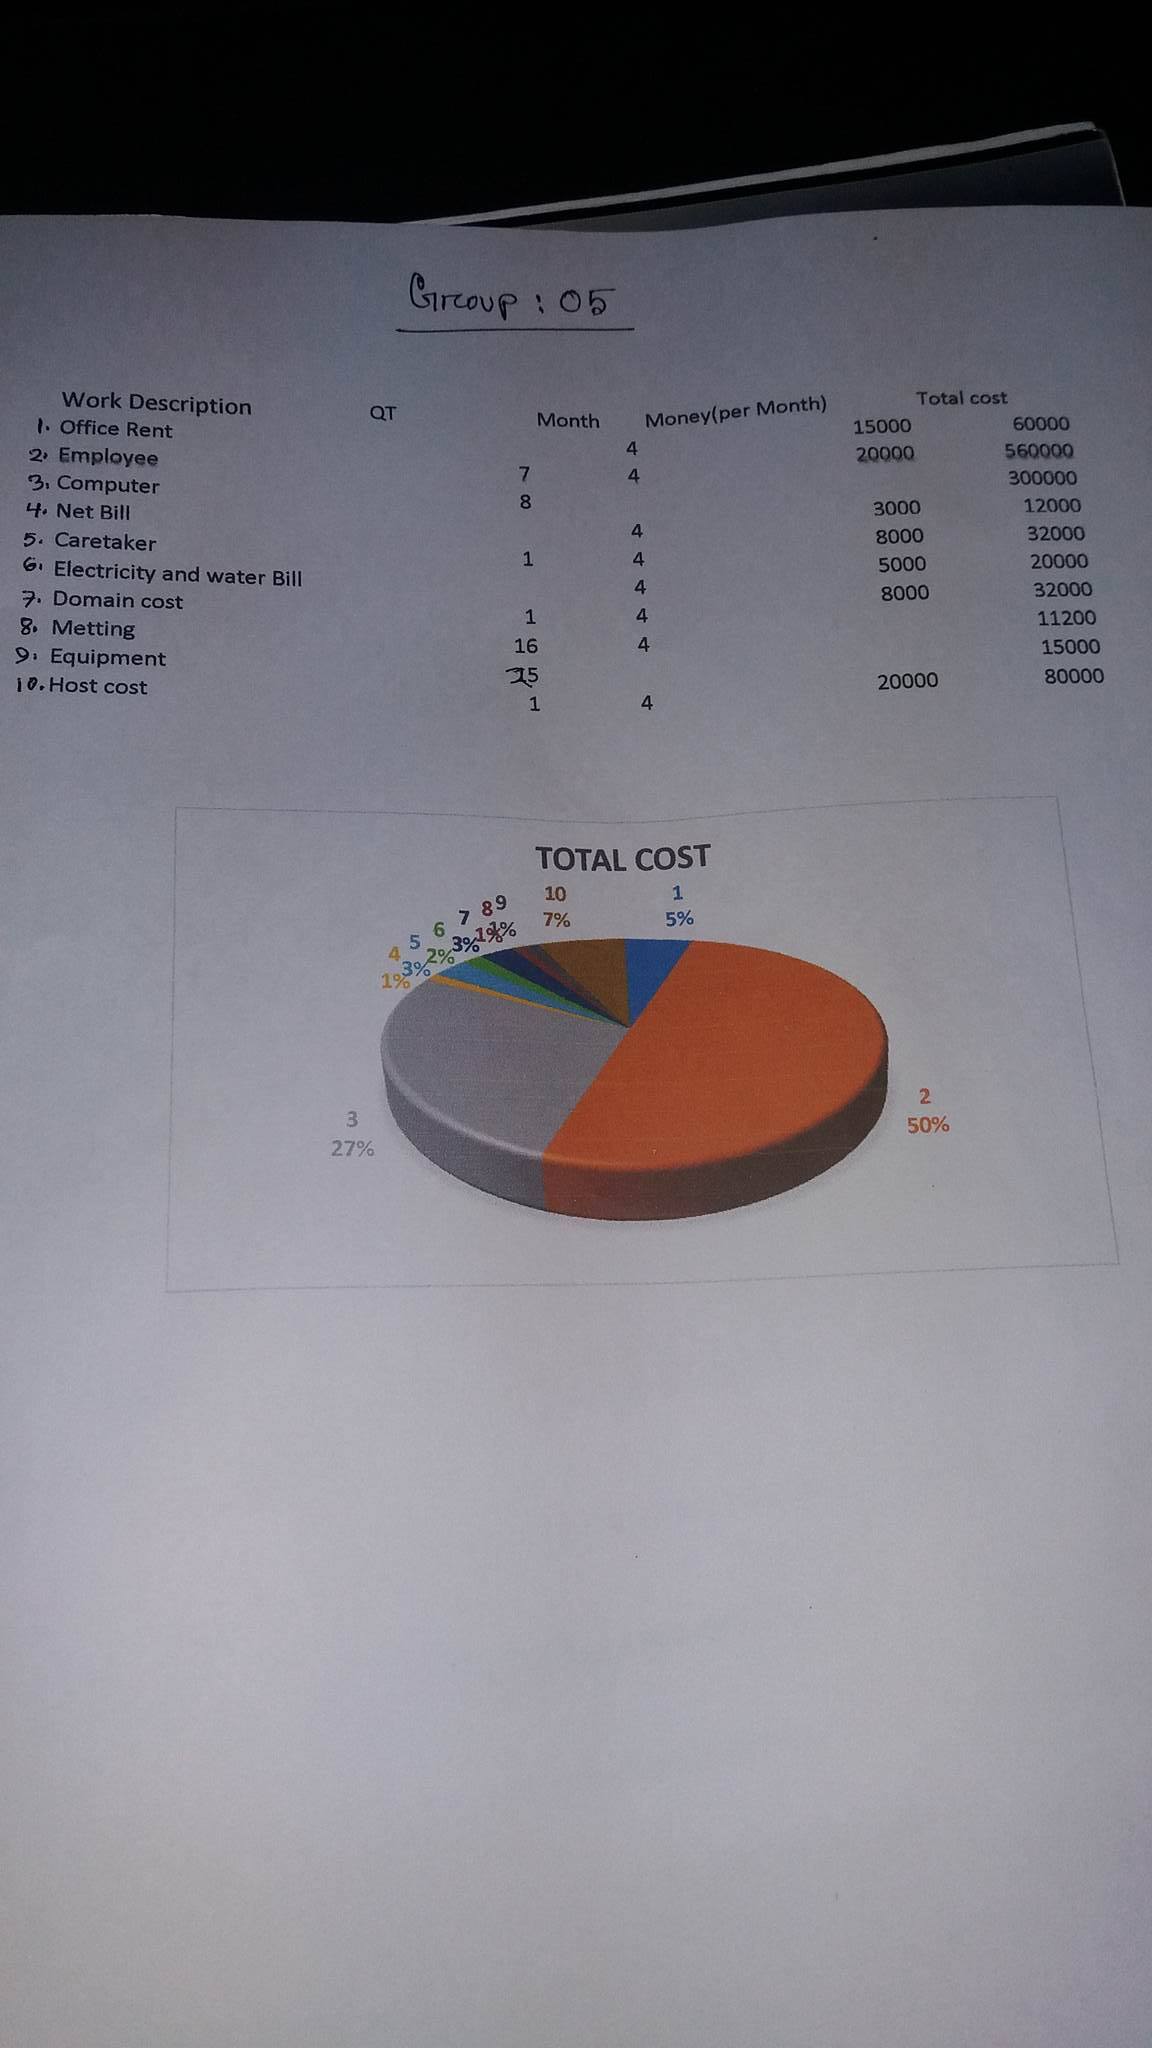 Group : 05
Work Description QT Month Money(per Month) Total cost
1. Office Rent 4 15000 60000
2. Employee 7 4 20000 560000
3. Computer 8 300000
4. Net Bill 4 3000 12000
5. Caretaker 1 4 8000 32000
6. Electricity and water Bill 4 5000 20000
7. Domain cost 1 4 8000 32000
8. Metting 16 4 11200
9. Equipment 15000
10. Host cost 1 4 20000 80000
TOTAL COST
1
5%
2
50%
3
27%
4
1%
5
3%
6
2%
7
3%
8
1%
9
1%
10
7%